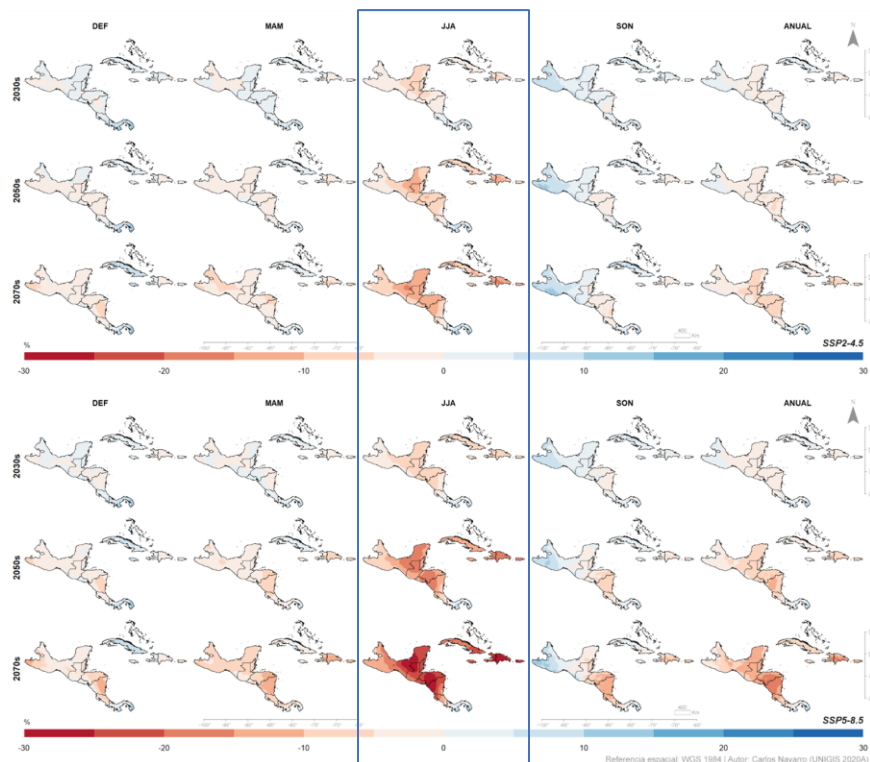 DEF MAM JJA SON ANUAL
N
2030s
2050s
2070s
SSP2-4.5
%
-30 -20 -10 0 10 20 30
DEF MAM JJA SON ANUAL
N
2030s
2050s
2070s
SSP5-8.5
%
-30 -20 -10 0 10 20 30
Referencia espacial: WGS 1984 | Autor: Carlos Navarro (UNIGIS 2020A)